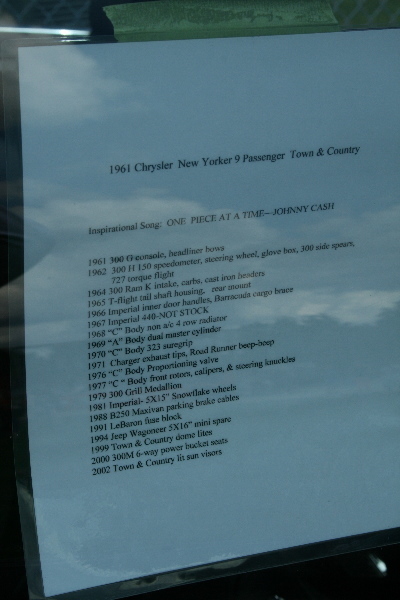 1961 Chrysler New Yorker 9 Passenger Town & Country
Inspirational Song: ONE PIECE AT A TIME-- JOHNNY CASH
1961 300 G console, headliner bows
1962 300 H 150 speedometer, steering wheel, glove box, 300 side spears,
727 torque flight
1964 300 Ram K intake, carbs, cast iron headers
1965 T-flight tail shaft housing, rear mount
1966 Imperial inner door handles, Barracuda cargo brace
1967 Imperial 440-NOT STOCK
1968 "C" Body non a/c 4 row radiator
1969 "A" Body dual master cylinder
1970 "C" Body 323 suregrip
1971 Charger exhaust tips, Road Runner beep-beep
1976 "C" Body Proportioning valve
1977 "C" Body front rotors, calipers, & steering knuckles
1979 300 Grill Medallion
1981 Imperial- 5X15" Snowflake wheels
1988 B250 Maxivan parking brake cables
1991 LeBaron fuse block
1994 Jeep Wagoneer 5X16" mini spare
1999 Town & Country dome lites
2000 300M 6-way power bucket seats
2002 Town & Country lit sun visors